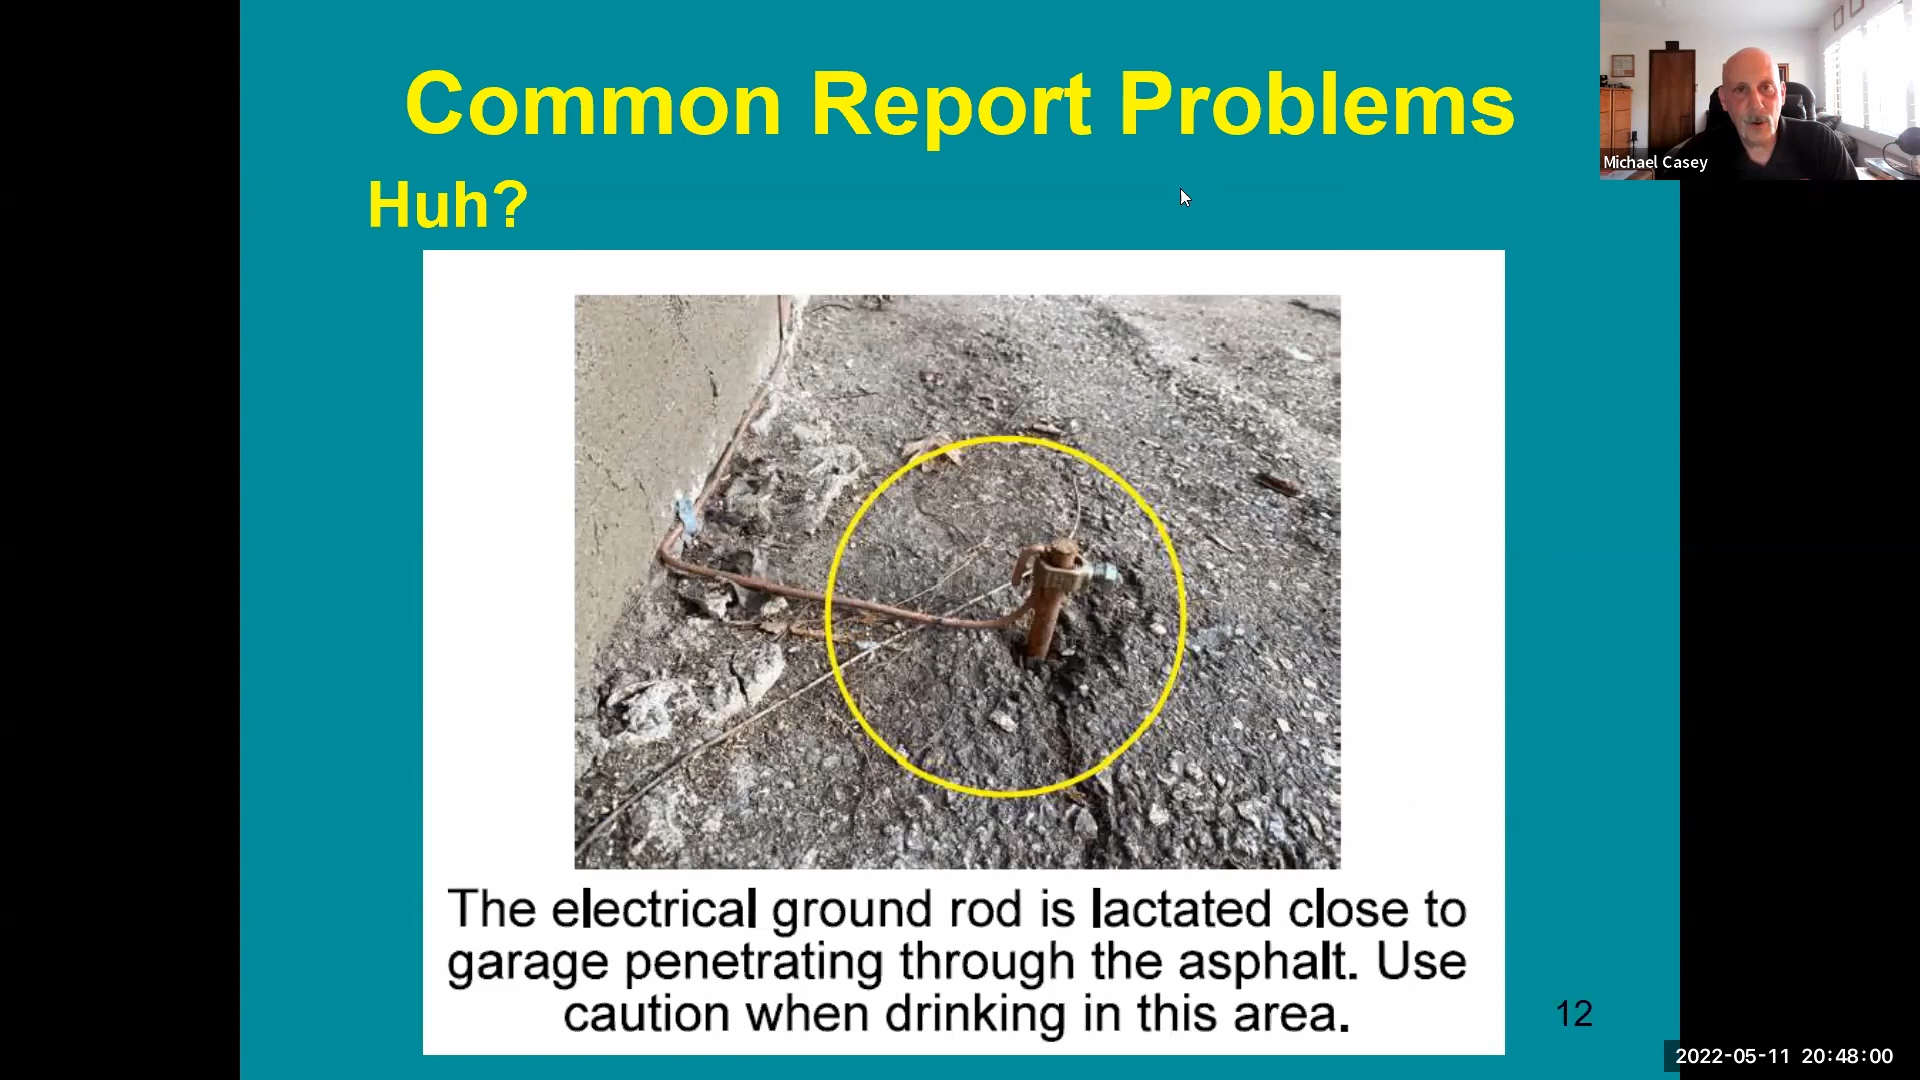 Common Report Problems
Michael Casey
Huh?
The electrical ground rod is lactated close to
garage penetrating through the asphalt. Use
caution when drinking in this area.
12
2022-05-11 20:48:00